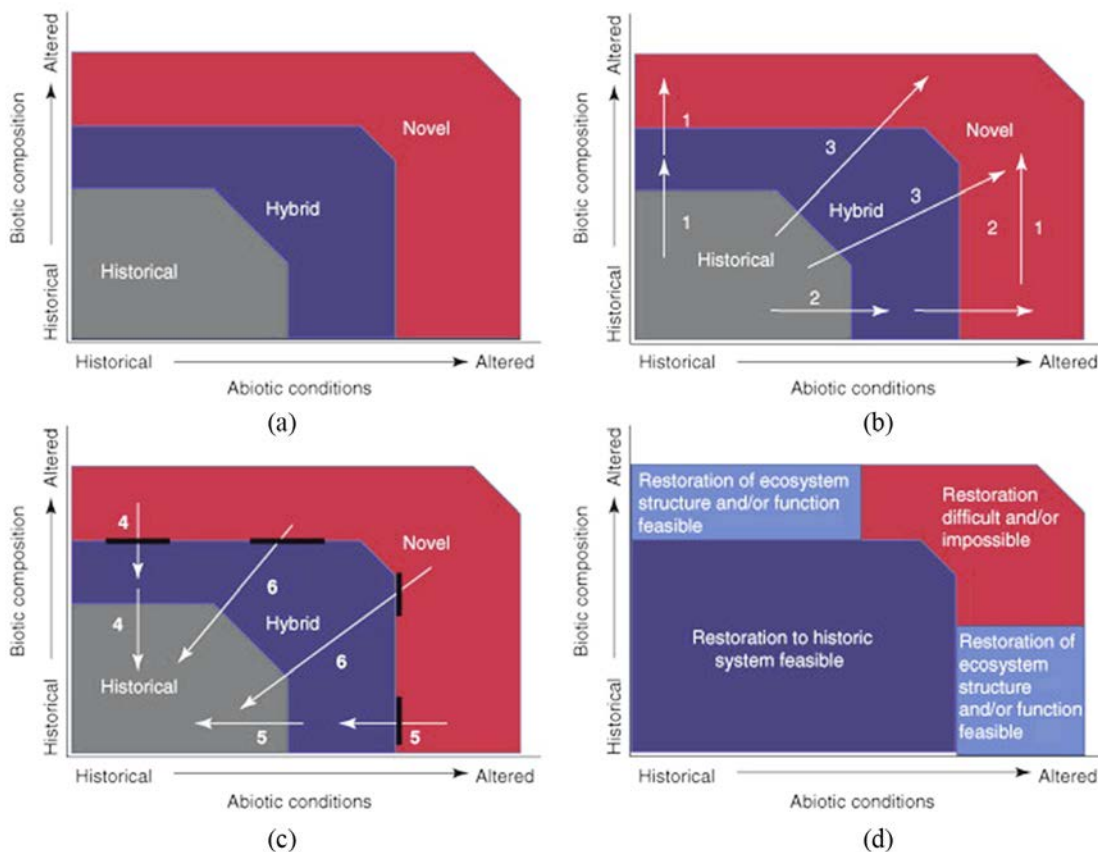 Biotic composition
Altered
Historical
Novel
Hybrid
Historical
Historical
Altered
Abiotic conditions
(a)
Biotic composition
Altered
Historical
1
1
3
3
Novel
Hybrid
2
1
Historical
2
Historical
Altered
Abiotic conditions
(b)
Biotic composition
Altered
Historical
4
4
6
6
Novel
Hybrid
Historical
5
5
Historical
Altered
Abiotic conditions
(c)
Biotic composition
Altered
Historical
Restoration of ecosystem
structure and/or function
feasible
Restoration
difficult and/or
impossible
Restoration to historic
system feasible
Restoration of
ecosystem
structure
and/or function
feasible
Historical
Altered
Abiotic conditions
(d)